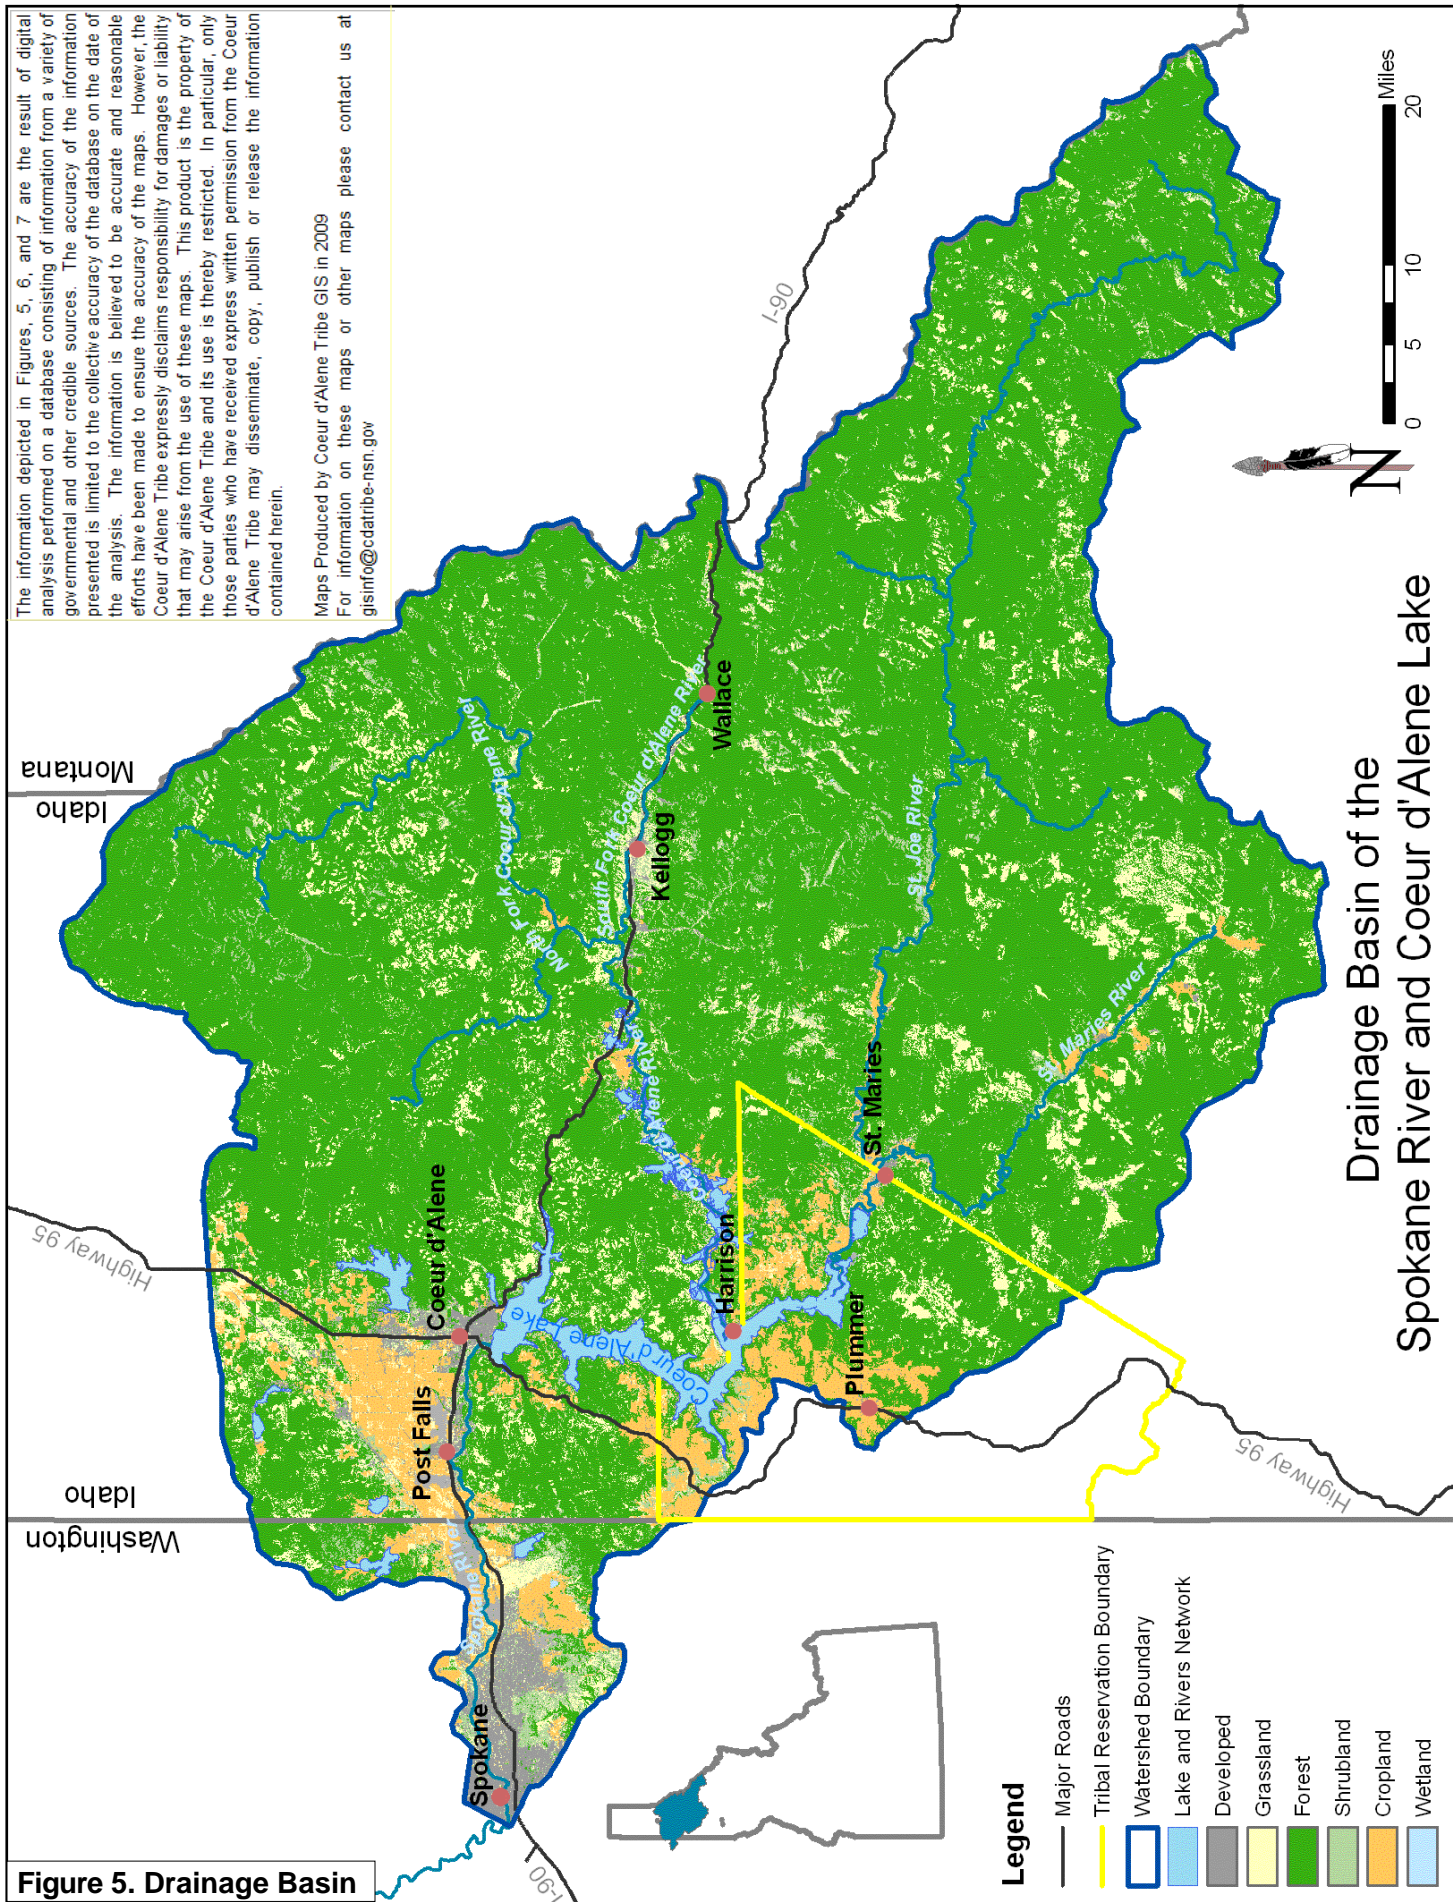 The information depicted in Figures, 5, 6, and 7 are the result of digital
analysis performed on a database consisting of information from a variety of
governmental and other credible sources. The accuracy of the information
presented is limited to the collective accuracy of the database on the date of
the analysis. The information is believed to be accurate and reasonable
efforts have been made to ensure the accuracy of the maps. However, the
Coeur d'Alene Tribe expressly disclaims responsibility for damages or liability
that may arise from the use of these maps. This product is the property of
the Coeur d'Alene Tribe and its use is thereby restricted. In particular, only
those parties who have received express written permission from the Coeur
d'Alene Tribe may disseminate, copy, publish or release the information
contained herein.
Maps Produced by Coeur d'Alene Tribe GIS in 2009
For information on these maps or other maps please contact us at
gisinfo@cdatribe-nsn.gov
Washington
Idaho
Idaho
Montana
Highway 95
I-90
Spokane
Spokane River
Post Falls
Coeur d'Alene
Coeur d'Alene Lake
North Fork Coeur d'Alene River
South Fork Coeur d'Alene River
Coeur d'Alene River
Kellogg
Wallace
Harrison
Plummer
St. Maries
St. Joe River
St. Maries River
Highway 95
I-90
N
0 5 10 20
Miles
Drainage Basin of the
Spokane River and Coeur d'Alene Lake
Legend
Major Roads
Tribal Reservation Boundary
Watershed Boundary
Lake and Rivers Network
Developed
Grassland
Forest
Shrubland
Cropland
Wetland
Figure 5. Drainage Basin